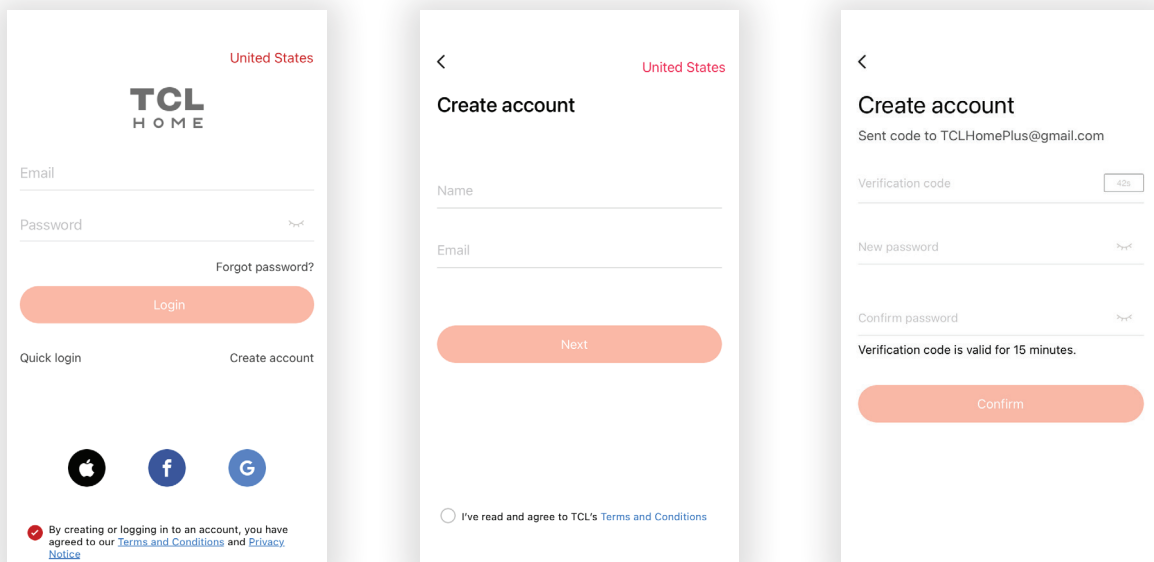 United States
TCL
HOME
Email
Password
Forgot password?
Login
Quick login
Create account
f
G
By creating or logging in to an account, you have
agreed to our Terms and Conditions and Privacy
Notice
United States
Create account
Name
Email
Next
I've read and agree to TCL's Terms and Conditions
Create account
Sent code to TCLHomePlus@gmail.com
Verification code
42s
New password
Confirm password
Verification code is valid for 15 minutes.
Confirm